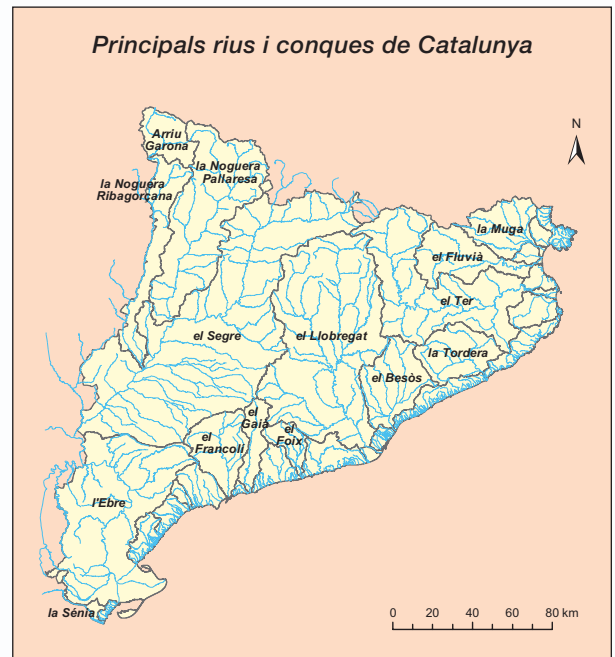 Principals rius i conques de Catalunya
N
Arriu
Garona
la Noguera
Pallaresa
la Noguera
Ribagorçana
la Muga
el Fluvià
el Ter
el Segre
el Llobregat
la Tordera
el Besòs
el
Gaià
el
Foix
el
Francolí
l'Ebre
la Sénia
0 20 40 60 80 km